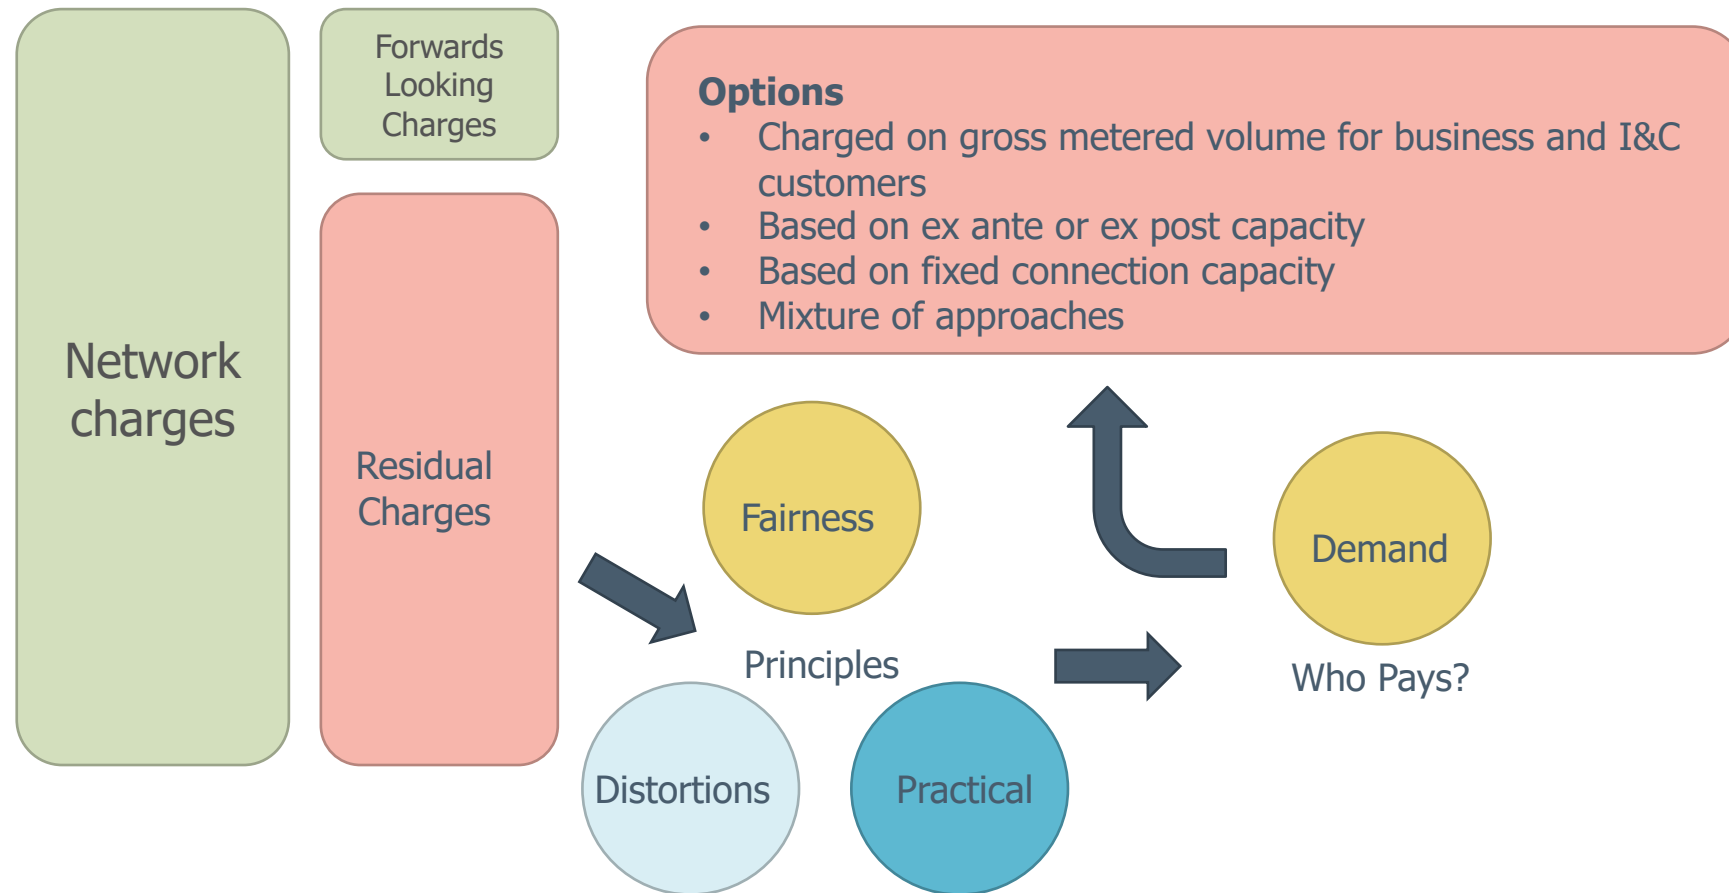 Network
charges
Forwards
Looking
Charges
Residual
Charges
Options
• Charged on gross metered volume for business and I&C
customers
• Based on ex ante or ex post capacity
• Based on fixed connection capacity
• Mixture of approaches
Fairness
Principles
Distortions
Practical
Demand
Who Pays?